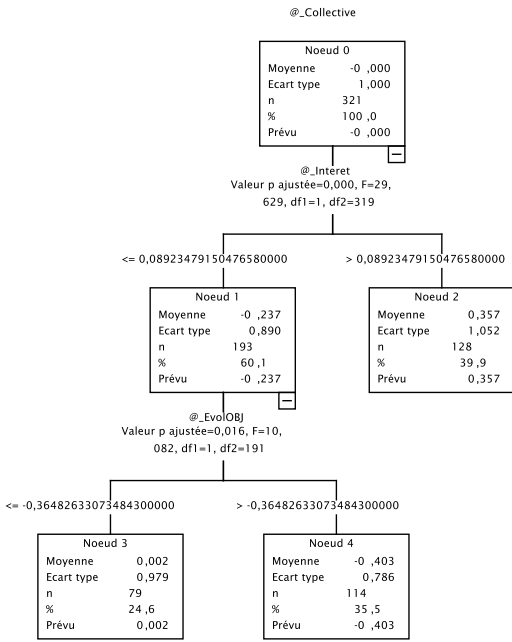 @_Collective
Noeud 0
Moyenne -0 ,000
Ecart type 1,000
n 321
% 100 ,0
Prévu -0 ,000
@_Interet
Valeur p ajustée=0,000, F=29,
629, df1=1, df2=319
<= 0,08923479150476580000
> 0,08923479150476580000
Noeud 1
Moyenne -0 ,237
Ecart type 0,890
n 193
% 60 ,1
Prévu -0 ,237
Noeud 2
Moyenne 0,357
Ecart type 1,052
n 128
% 39 ,9
Prévu 0,357
@_EvolOBJ
Valeur p ajustée=0,016, F=10,
082, df1=1, df2=191
<= -0,36482633073484300000
> -0,36482633073484300000
Noeud 3
Moyenne 0,002
Ecart type 0,979
n 79
% 24 ,6
Prévu 0,002
Noeud 4
Moyenne -0 ,403
Ecart type 0,786
n 114
% 35 ,5
Prévu -0 ,403